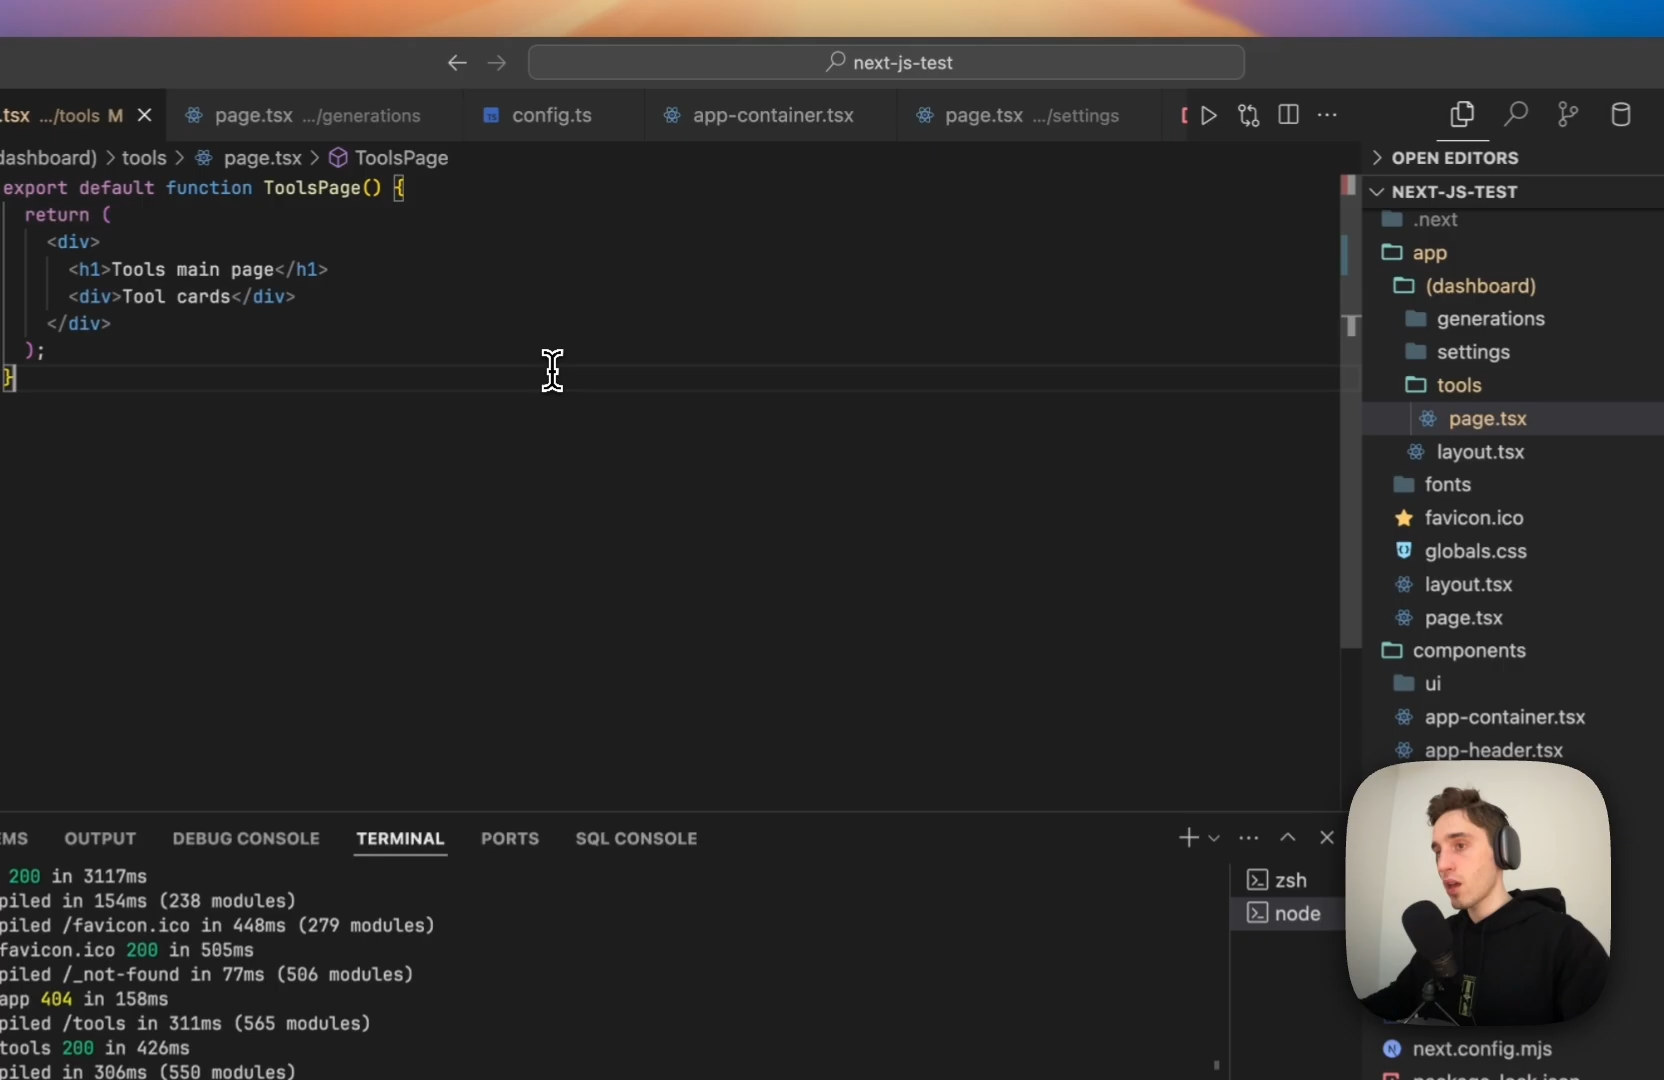 next-js-test
.tsx .../tools M
page.tsx .../generations
config.ts
app-container.tsx
page.tsx .../settings
dashboard) > tools > page.tsx > ToolsPage
export default function ToolsPage() {
return (
<div>
<h1>Tools main page</h1>
<div>Tool cards</div>
</div>
);
}
OPEN EDITORS
NEXT-JS-TEST
.next
app
(dashboard)
generations
settings
tools
page.tsx
layout.tsx
fonts
favicon.ico
globals.css
layout.tsx
page.tsx
components
ui
app-container.tsx
app-header.tsx
next.config.mjs
EMS
OUTPUT
DEBUG CONSOLE
TERMINAL
PORTS
SQL CONSOLE
200 in 3117ms
piled in 154ms (238 modules)
piled /favicon.ico in 448ms (279 modules)
favicon.ico 200 in 505ms
piled /_not-found in 77ms (506 modules)
app 404 in 158ms
piled /tools in 311ms (565 modules)
tools 200 in 426ms
piled in 306ms (550 modules)
zsh
node